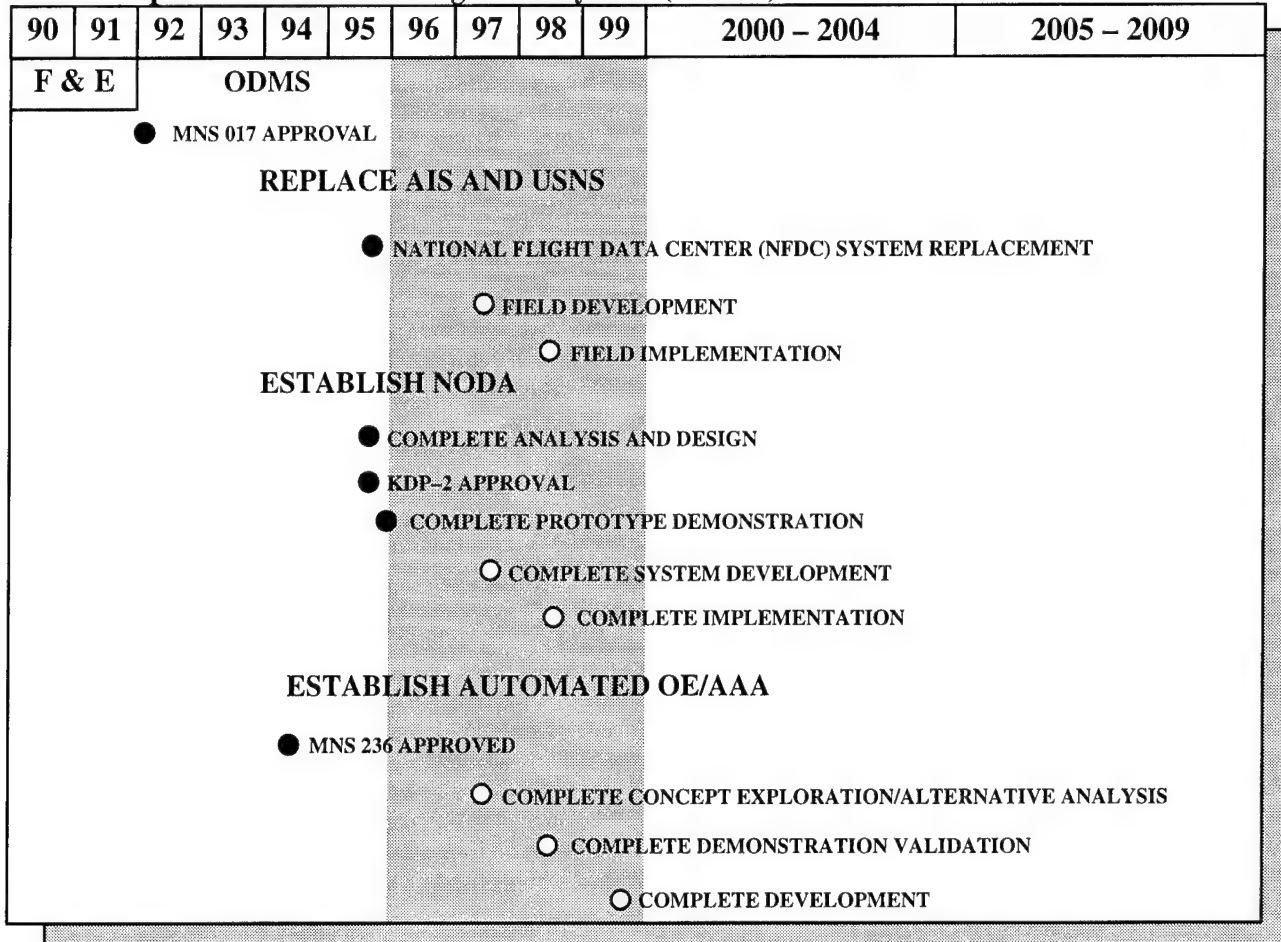 90 91 92 93 94 95 96 97 98 99 2000 – 2004 2005 – 2009
F & E ODMS
MNS 017 APPROVAL
REPLACE AIS AND USNS
NATIONAL FLIGHT DATA CENTER (NFDC) SYSTEM REPLACEMENT
FIELD DEVELOPMENT
FIELD IMPLEMENTATION
ESTABLISH NODA
COMPLETE ANALYSIS AND DESIGN
KDP–2 APPROVAL
COMPLETE PROTOTYPE DEMONSTRATION
COMPLETE SYSTEM DEVELOPMENT
COMPLETE IMPLEMENTATION
ESTABLISH AUTOMATED OE/AAA
MNS 236 APPROVED
COMPLETE CONCEPT EXPLORATION/ALTERNATIVE ANALYSIS
COMPLETE DEMONSTRATION VALIDATION
COMPLETE DEVELOPMENT